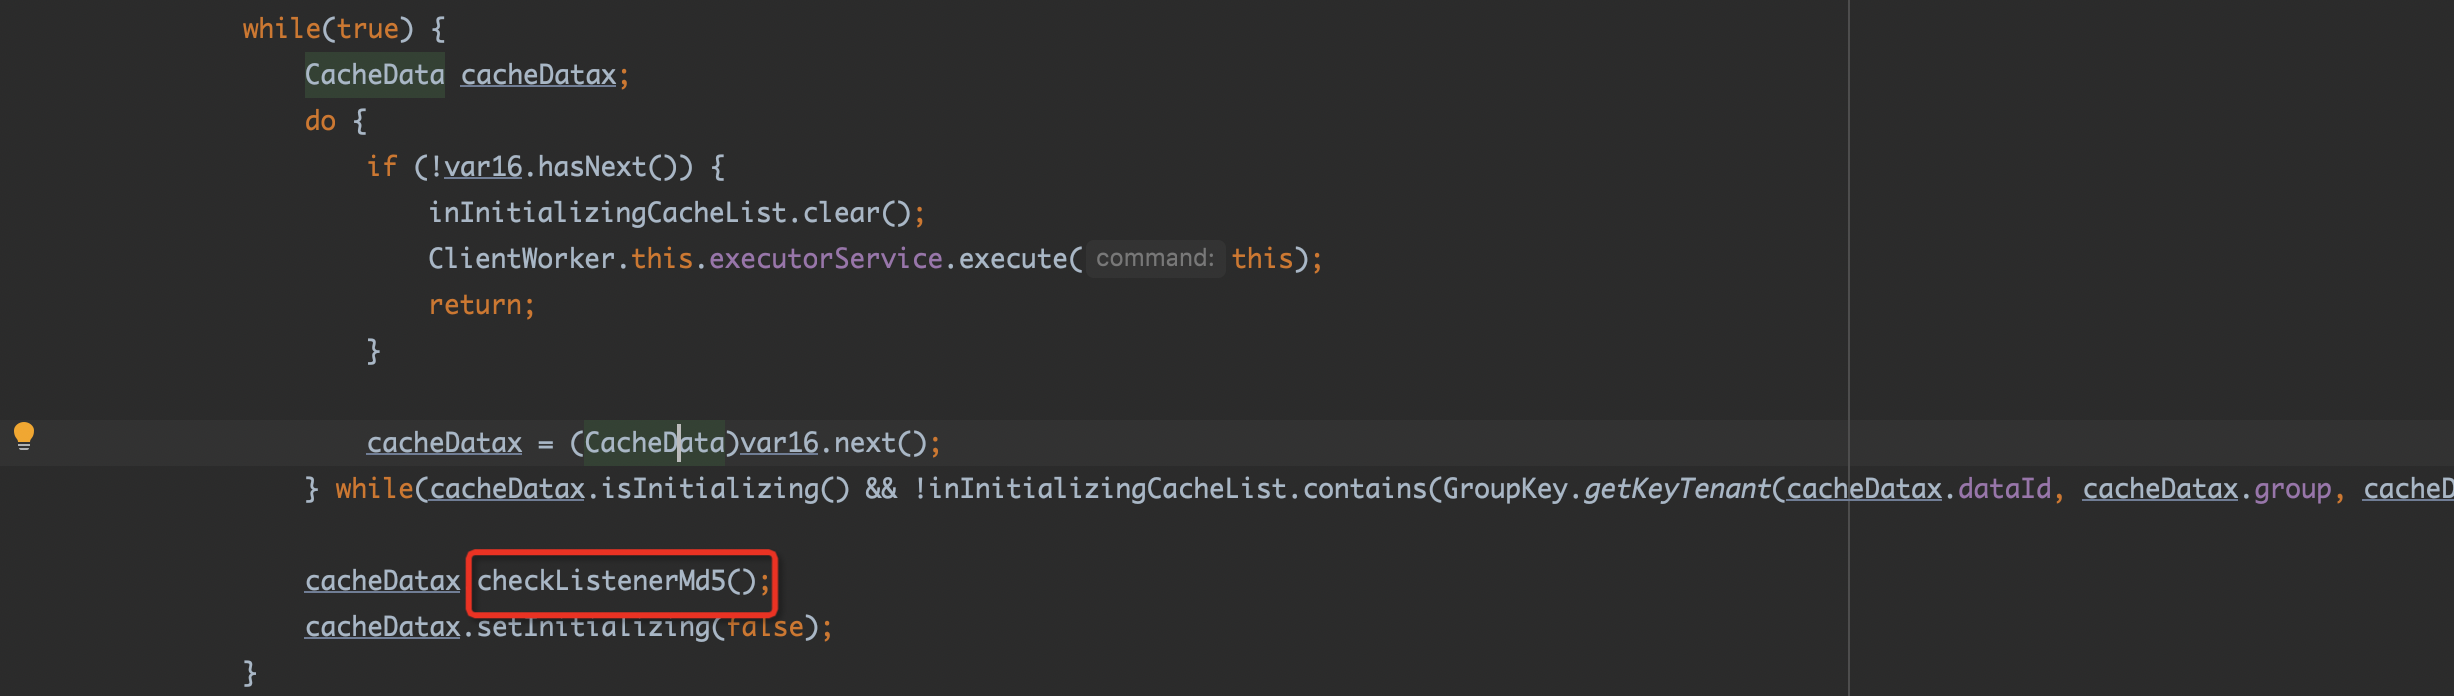 while(true) {
CacheData cacheDatax;
do {
if (!var16.hasNext()) {
inInitializingCacheList.clear();
ClientWorker.this.executorService.execute( command: this);
return;
}
cacheDatax = (CacheData)var16.next();
} while(cacheDatax.isInitializing() && !inInitializingCacheList.contains(GroupKey.getKeyTenant(cacheDatax.dataId, cacheDatax.group, cacheD
cacheDatax checkListenerMd5();
cacheDatax.setInitializing(false);
}